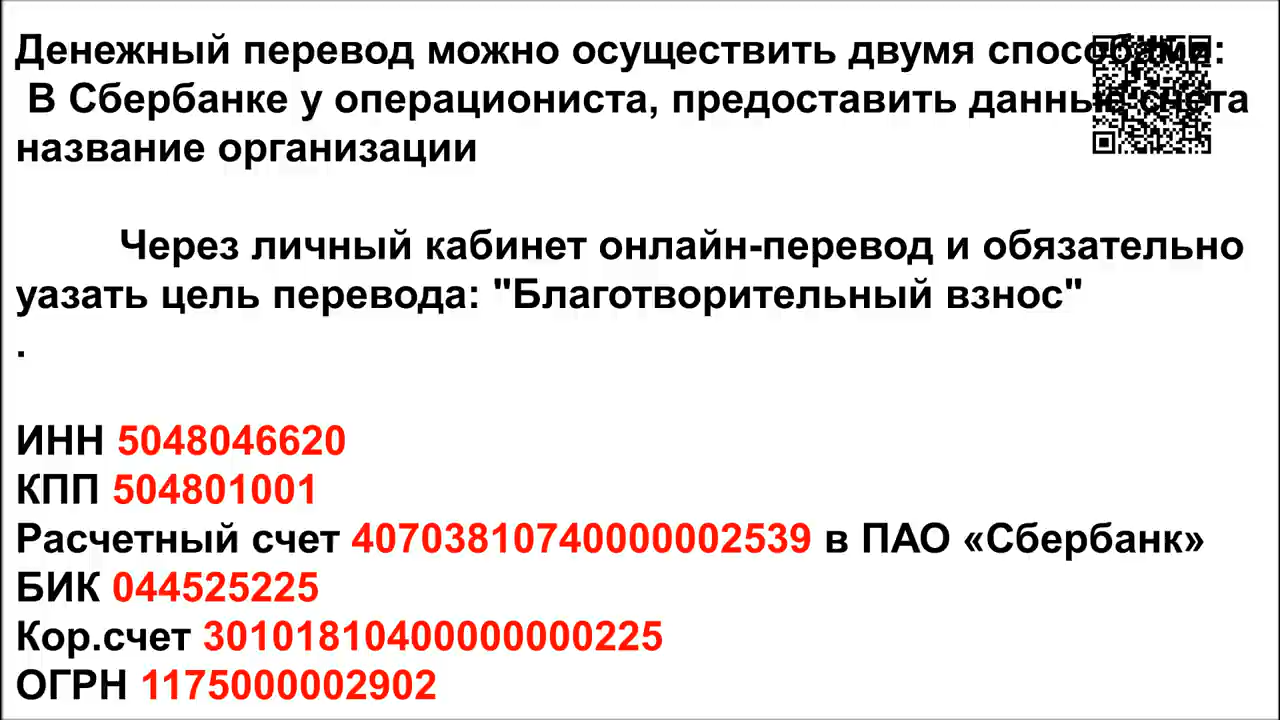 Денежный перевод можно осуществить двумя способами:
В Сбербанке у операциониста, предоставить данные счета
название организации
Через личный кабинет онлайн-перевод и обязательно
уазать цель перевода: "Благотворительный взнос"
.
ИНН 5048046620
КПП 504801001
Расчетный счет 40703810740000002539 в ПАО «Сбербанк»
БИК 044525225
Кор.счет 30101810400000000225
ОГРН 1175000002902